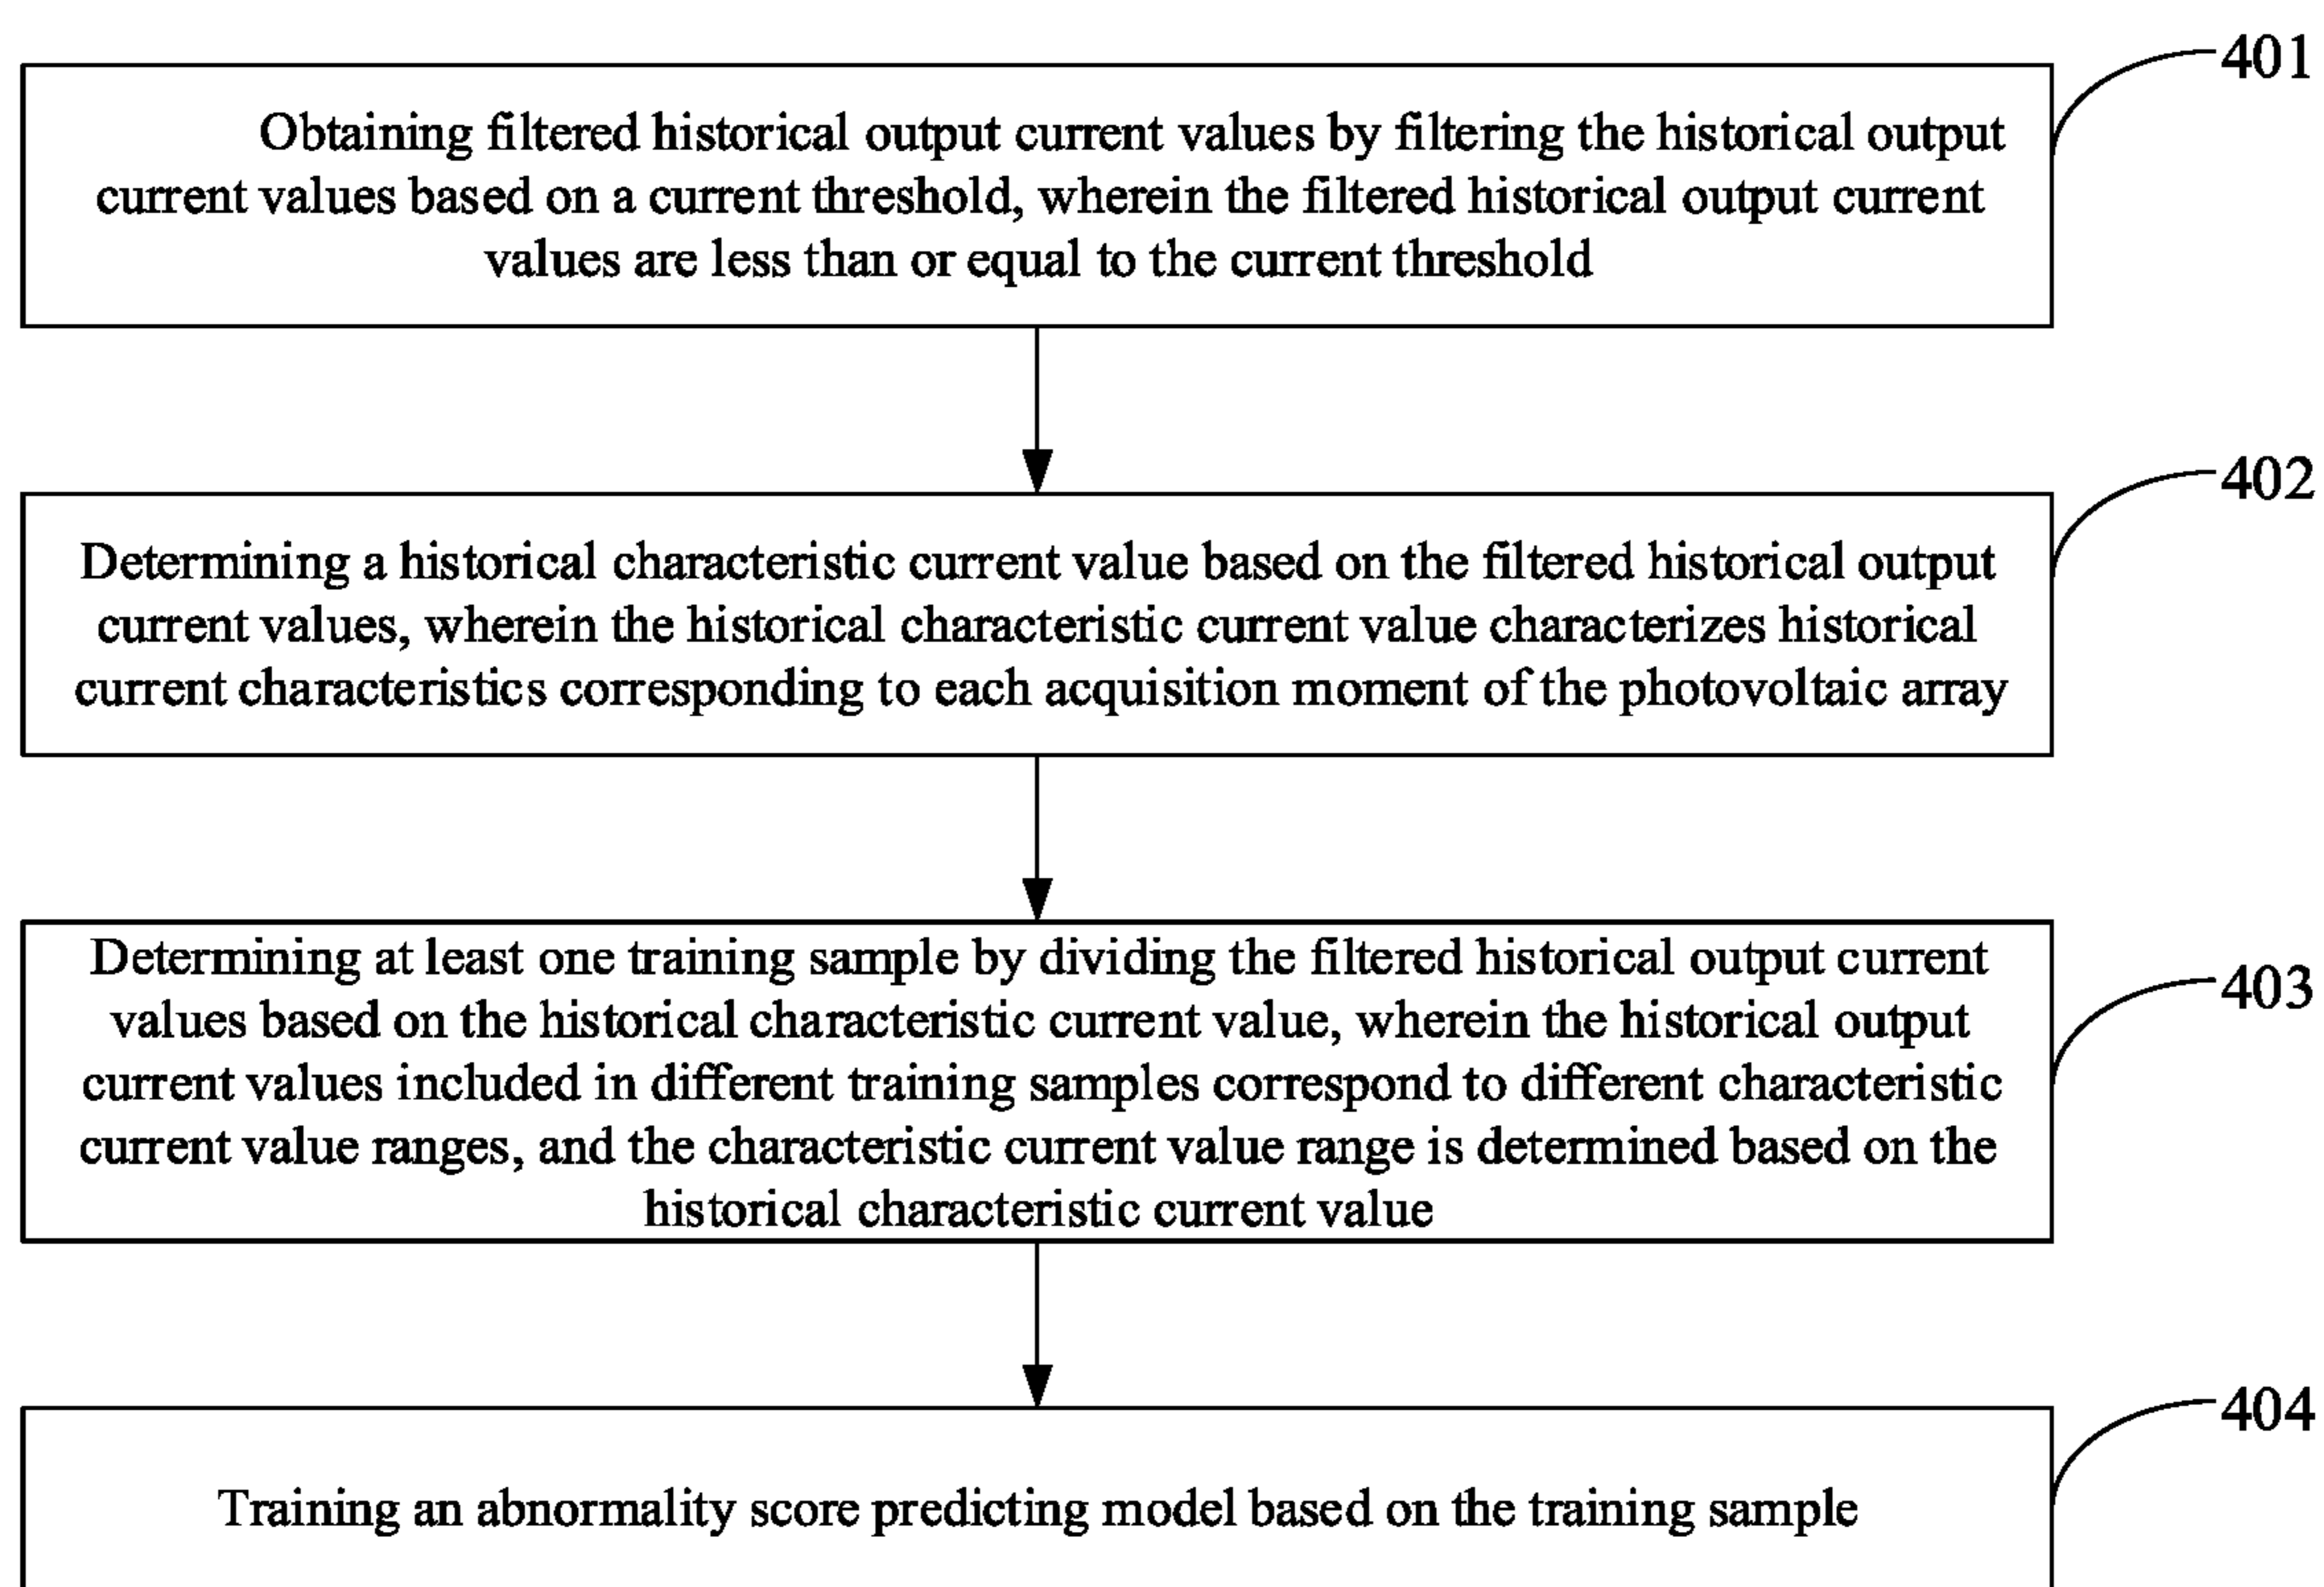 401
Obtaining filtered historical output current values by filtering the historical output
current values based on a current threshold, wherein the filtered historical output current
values are less than or equal to the current threshold
402
Determining a historical characteristic current value based on the filtered historical output
current values, wherein the historical characteristic current value characterizes historical
current characteristics corresponding to each acquisition moment of the photovoltaic array
403
Determining at least one training sample by dividing the filtered historical output current
values based on the historical characteristic current value, wherein the historical output
current values included in different training samples correspond to different characteristic
current value ranges, and the characteristic current value range is determined based on the
historical characteristic current value
404
Training an abnormality score predicting model based on the training sample